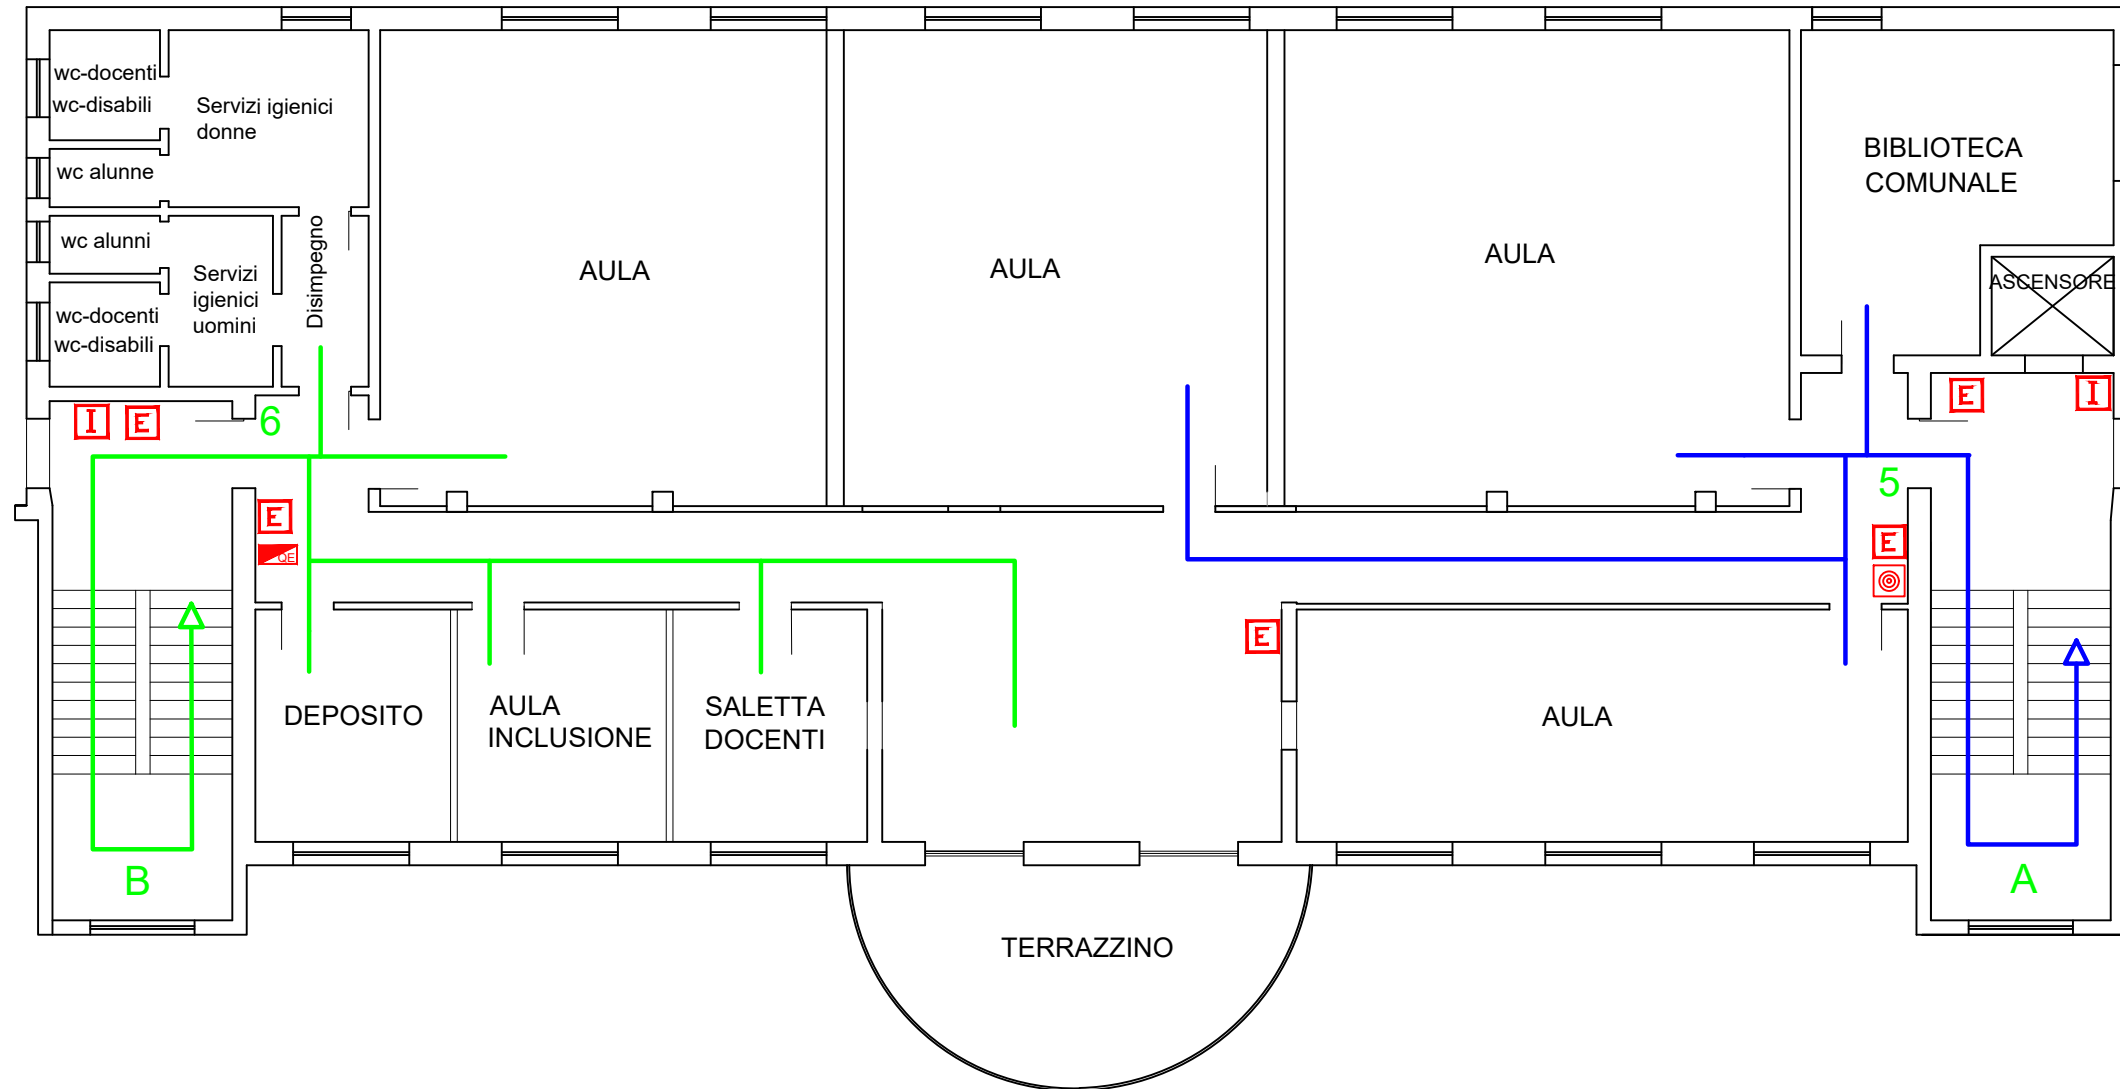 wc-docenti
wc-disabili
Servizi igienici
donne
wc alunne
wc alunni
Servizi
igienici
uomini
wc-docenti
wc-disabili
Disimpegno
AULA
AULA
AULA
BIBLIOTECA
COMUNALE
ASCENSORE
I
E
6
E
I
5
E
QE
E
E
DEPOSITO
AULA
INCLUSIONE
SALETTA
DOCENTI
AULA
B
A
TERRAZZINO